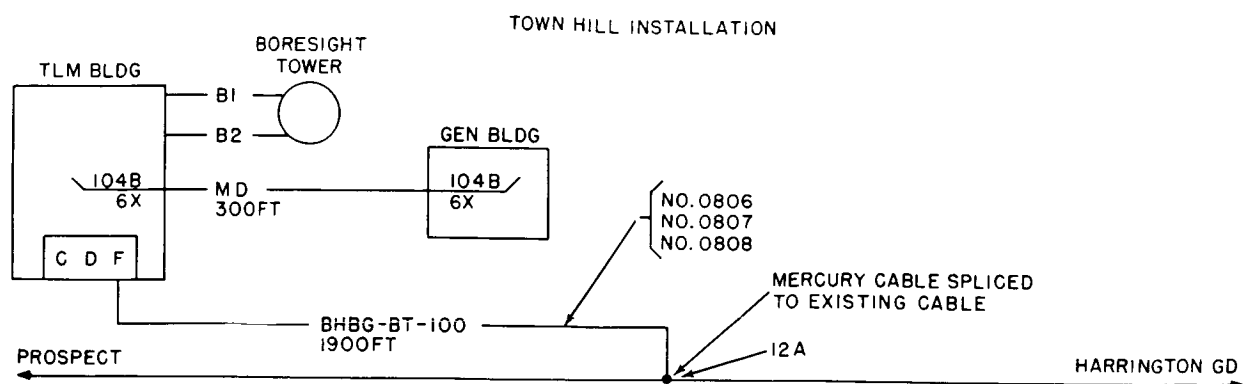 TOWN HILL INSTALLATION
BORESIGHT
TOWER
TLM BLDG
B1
B2
GEN BLDG
104B
6X
MD
300FT
104B
6X
NO.0806
NO.0807
NO.0808
C D F
MERCURY CABLE SPLICED
TO EXISTING CABLE
BHBG-BT-100
1900FT
12A
PROSPECT
HARRINGTON GD